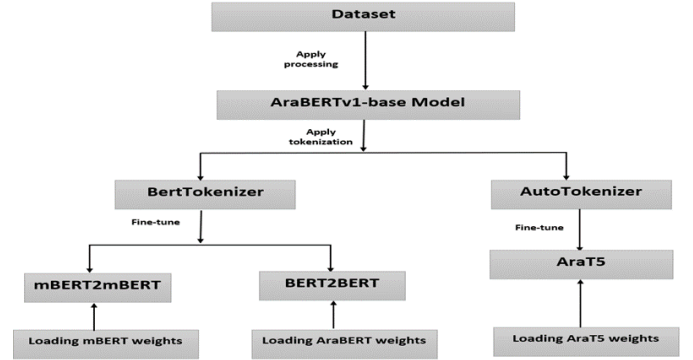 Dataset
Apply
processing
AraBERTv1-base Model
Apply
tokenization
BertTokenizer
AutoTokenizer
Fine-tune
Fine-tune
mBERT2mBERT
BERT2BERT
AraT5
Loading mBERT weights
Loading AraBERT weights
Loading AraT5 weights